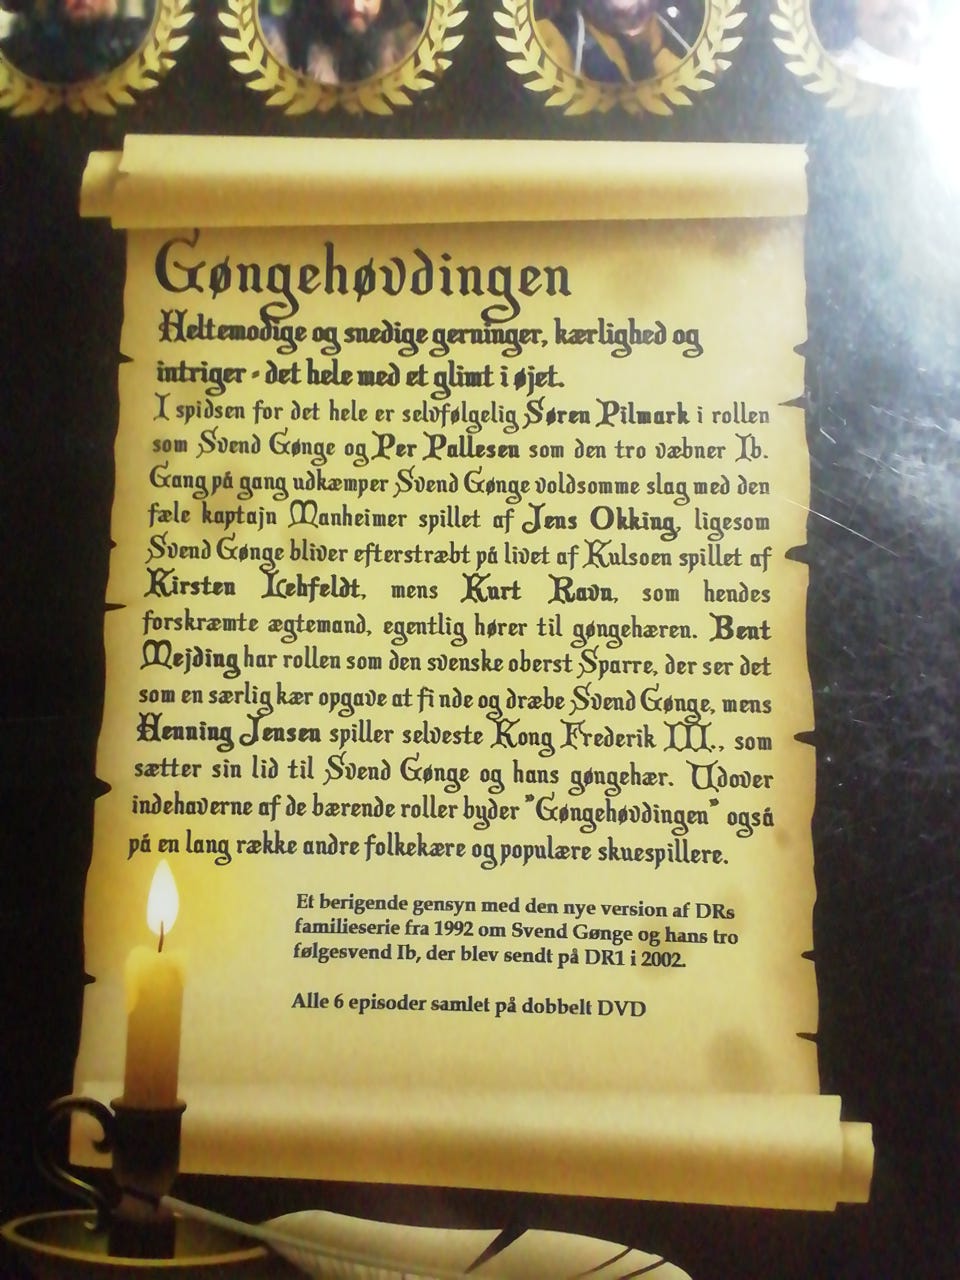 Gøngehøvdingen
Heltemodige og snedige gerninger, kærlighed og
intriger - det hele med et glimt i øjet.
I spidsen for det hele er selvfølgelig Søren Pilmark i rollen
som Svend Gønge og Per Pallesen som den tro væbner Ib.
Gang på gang udkæmper Svend Gønge voldsomme slag med den
fæle kaptajn Manheimer spillet af Jens Okking, ligesom
Svend Gønge bliver efterstræbt på livet af Kulsoen spillet af
Kirsten Lehfeldt, mens Kurt Ravn, som hendes
forskræmte ægtemand, egentlig hører til gøngehæren. Bent
Mejding har rollen som den svenske oberst Sparre, der ser det
som en særlig kær opgave at fi nde og dræbe Svend Gønge, mens
Henning Jensen spiller selveste Kong Frederik III., som
sætter sin lid til Svend Gønge og hans gøngehær. Udover
indehaverne af de bærende roller byder "Gøngehøvdingen" også
på en lang række andre folkekære og populære skuespillere.
Et berigende gensyn med den nye version af DRs
familieserie fra 1992 om Svend Gønge og hans tro
følgesvend Ib, der blev sendt på DR1 i 2002.
Alle 6 episoder samlet på dobbelt DVD